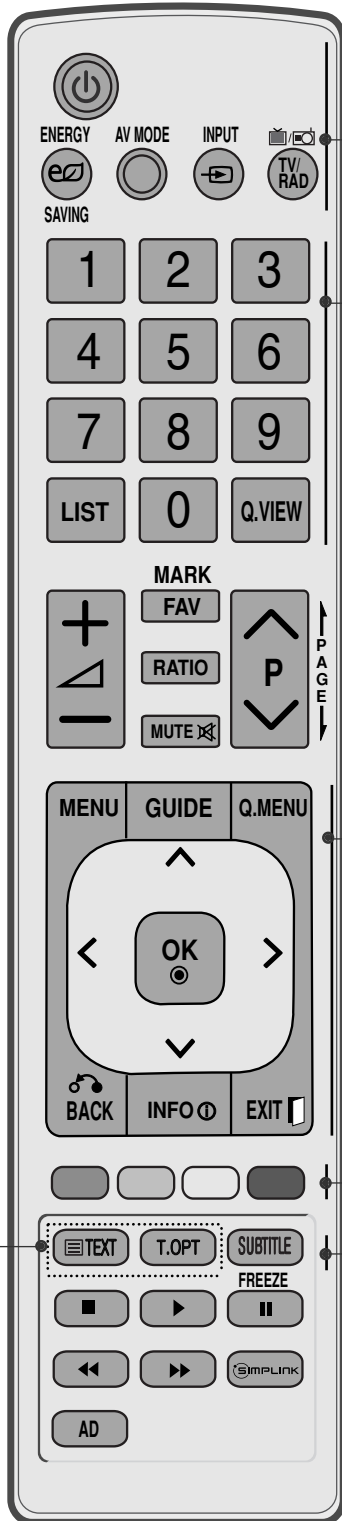 ENERGY AV MODE INPUT
TV/
RAD
SAVING
1 2 3
4 5 6
7 8 9
LIST 0 Q.VIEW
MARK
FAV
RATIO
P
PAGE
MUTE
MENU GUIDE Q.MENU
OK
BACK INFO EXIT
TEXT T.OPT SUBTITLE
FREEZE
SIMPLINK
AD